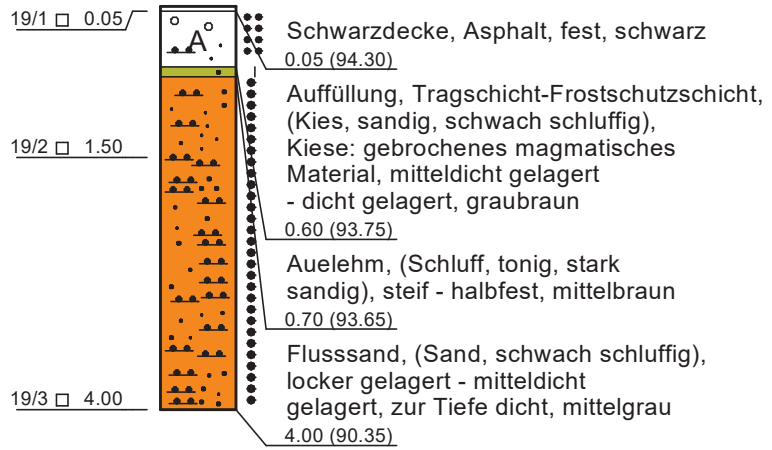 19/1 0.05
A
Schwarzdecke, Asphalt, fest, schwarz
0.05 (94.30)
Auffüllung, Tragschicht-Frostschutzschicht,
(Kies, sandig, schwach schluffig),
Kiese: gebrochenes magmatisches
Material, mitteldicht gelagert
- dicht gelagert, graubraun
0.60 (93.75)
19/2 1.50
Auelehm, (Schluff, tonig, stark
sandig), steif - halbfest, mittelbraun
0.70 (93.65)
Flusssand, (Sand, schwach schluffig),
locker gelagert - mitteldicht
gelagert, zur Tiefe dicht, mittelgrau
4.00 (90.35)
19/3 4.00